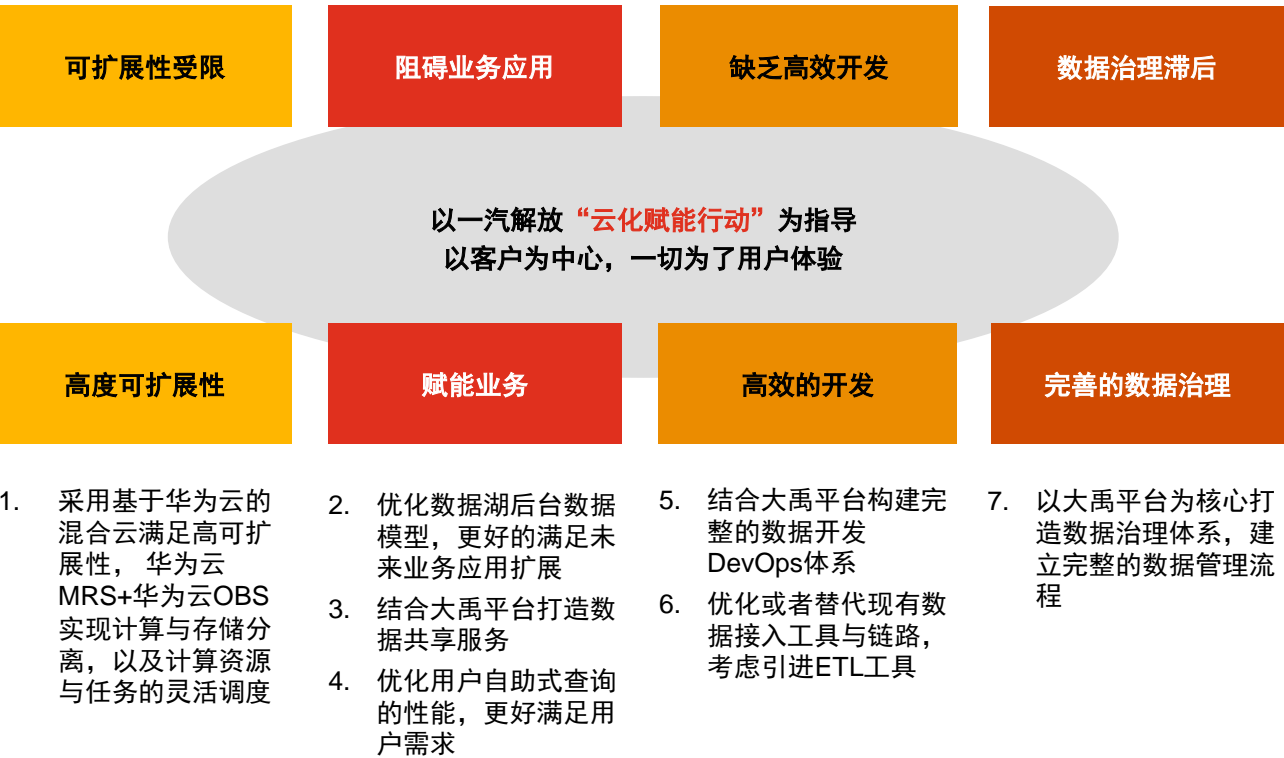 可扩展性受限
阻碍业务应用
缺乏高效开发
数据治理滞后
以一汽解放“云化赋能行动”为指导
以客户为中心，一切为了用户体验
高度可扩展性
赋能业务
高效的开发
完善的数据治理
1. 采用基于华为云的
混合云满足高可扩
展性， 华为云
MRS+华为云OBS
实现计算与存储分
离，以及计算资源
与任务的灵活调度
2. 优化数据湖后台数据
模型，更好的满足未
来业务应用扩展
3. 结合大禹平台打造数
据共享服务
4. 优化用户自助式查询
的性能，更好满足用
户需求
5. 结合大禹平台构建完
整的数据开发
DevOps体系
6. 优化或者替代现有数
据接入工具与链路，
考虑引进ETL工具
7. 以大禹平台为核心打
造数据治理体系，建
立完整的数据管理流
程